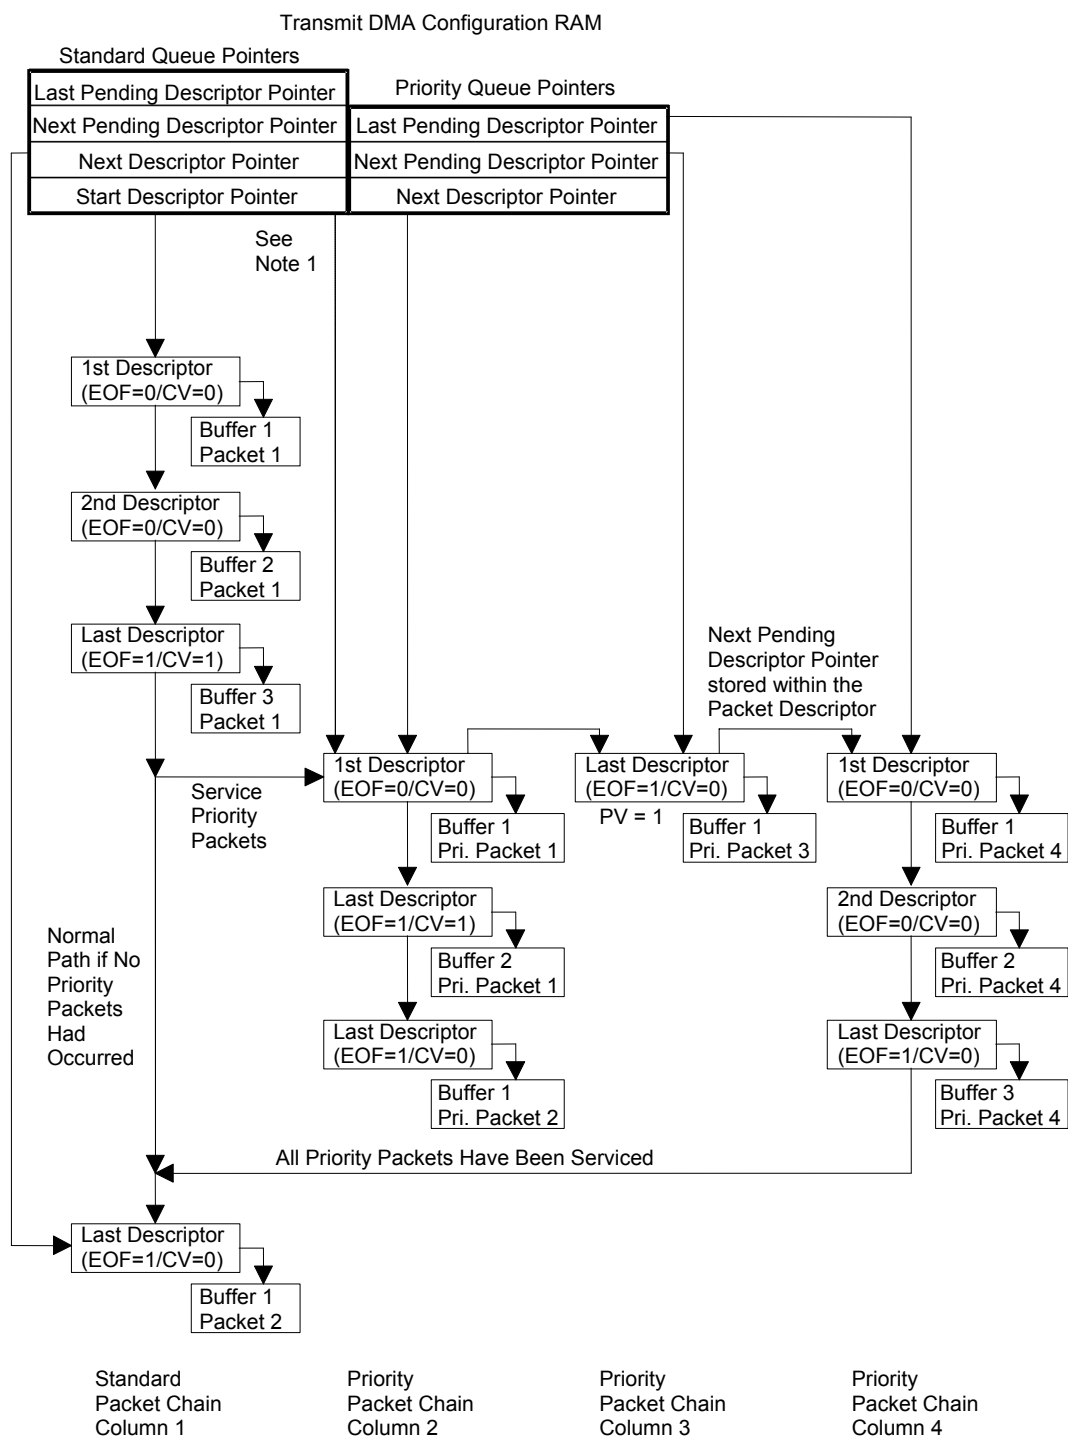 Transmit DMA Configuration RAM
Standard Queue Pointers
Last Pending Descriptor Pointer
Next Pending Descriptor Pointer
Next Descriptor Pointer
Start Descriptor Pointer
Priority Queue Pointers
Last Pending Descriptor Pointer
Next Pending Descriptor Pointer
Next Descriptor Pointer
See
Note 1
1st Descriptor
(EOF=0/CV=0)
Buffer 1
Packet 1
2nd Descriptor
(EOF=0/CV=0)
Buffer 2
Packet 1
Last Descriptor
(EOF=1/CV=1)
Buffer 3
Packet 1
Next Pending
Descriptor Pointer
stored within the
Packet Descriptor
Service
Priority
Packets
1st Descriptor
(EOF=0/CV=0)
Buffer 1
Pri. Packet 1
Last Descriptor
(EOF=1/CV=0)
PV = 1
Buffer 1
Pri. Packet 3
1st Descriptor
(EOF=0/CV=0)
Buffer 1
Pri. Packet 4
Last Descriptor
(EOF=1/CV=1)
Buffer 2
Pri. Packet 1
2nd Descriptor
(EOF=0/CV=0)
Buffer 2
Pri. Packet 4
Normal
Path if No
Priority
Packets
Had
Occurred
Last Descriptor
(EOF=1/CV=0)
Buffer 1
Pri. Packet 2
Last Descriptor
(EOF=1/CV=0)
Buffer 3
Pri. Packet 4
All Priority Packets Have Been Serviced
Last Descriptor
(EOF=1/CV=0)
Buffer 1
Packet 2
Standard
Packet Chain
Column 1
Priority
Packet Chain
Column 2
Priority
Packet Chain
Column 3
Priority
Packet Chain
Column 4